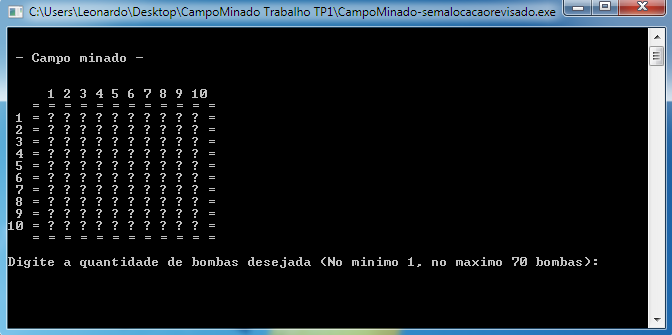 C:\Users\Leonardo\Desktop\CampoMinado Trabalho TP1\CampoMinado-semalocacaorevisado.exe
- Campo minado -
1 2 3 4 5 6 7 8 9 10
= = = = = = = = = = = =
1 = ? ? ? ? ? ? ? ? ? ? =
2 = ? ? ? ? ? ? ? ? ? ? =
3 = ? ? ? ? ? ? ? ? ? ? =
4 = ? ? ? ? ? ? ? ? ? ? =
5 = ? ? ? ? ? ? ? ? ? ? =
6 = ? ? ? ? ? ? ? ? ? ? =
7 = ? ? ? ? ? ? ? ? ? ? =
8 = ? ? ? ? ? ? ? ? ? ? =
9 = ? ? ? ? ? ? ? ? ? ? =
10 = ? ? ? ? ? ? ? ? ? ? =
= = = = = = = = = = = =
Digite a quantidade de bombas desejada (No minimo 1, no maximo 70 bombas):